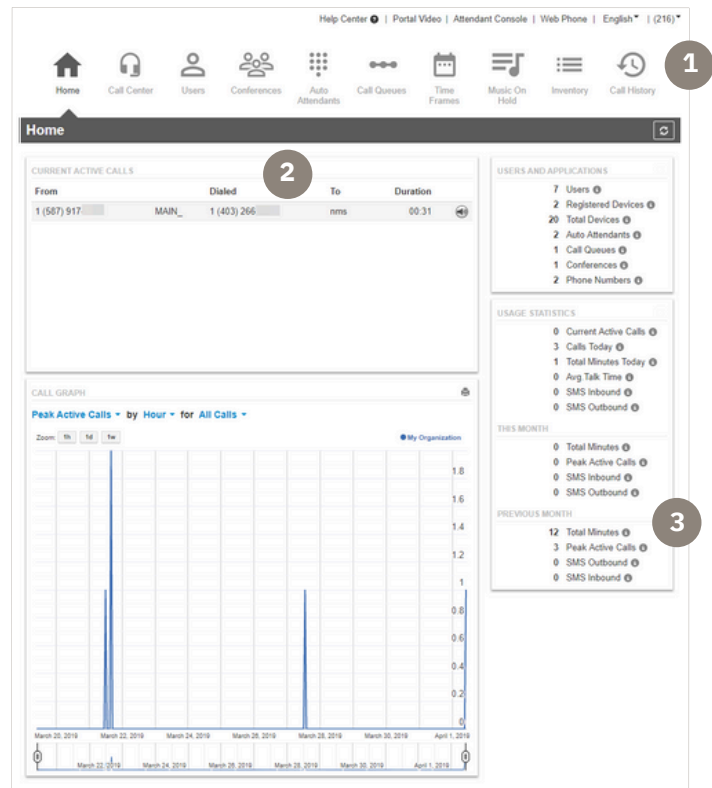 Help Center | Portal Video | Attendant Console | Web Phone | English | (216)
1
Home Call Center Users Conferences Auto Attendants Call Queues Time Frames Music On Hold Inventory Call History
Home
CURRENT ACTIVE CALLS
2
From Dialed To Duration
1 (587) 917 MAIN_ 1 (403) 266 nms 00:31
USERS AND APPLICATIONS
7 Users
2 Registered Devices
20 Total Devices
2 Auto Attendants
1 Call Queues
1 Conferences
2 Phone Numbers
USAGE STATISTICS
0 Current Active Calls
3 Calls Today
1 Total Minutes Today
0 Avg Talk Time
0 SMS Inbound
0 SMS Outbound
THIS MONTH
0 Total Minutes
0 Peak Active Calls
0 SMS Inbound
0 SMS Outbound
PREVIOUS MONTH
3
12 Total Minutes
3 Peak Active Calls
0 SMS Outbound
0 SMS Inbound
CALL GRAPH
Peak Active Calls by Hour for All Calls
Zoom: 1h 1d 1w My Organization
1.8
1.6
1.4
1.2
1
0.8
0.6
0.4
0.2
0
March 20, 2019 March 22, 2019 March 24, 2019 March 26, 2019 March 28, 2019 March 30, 2019 April 1, 2019
March 22, 2019 March 24, 2019 March 26, 2019 March 28, 2019 March 30, 2019 April 1, 2019